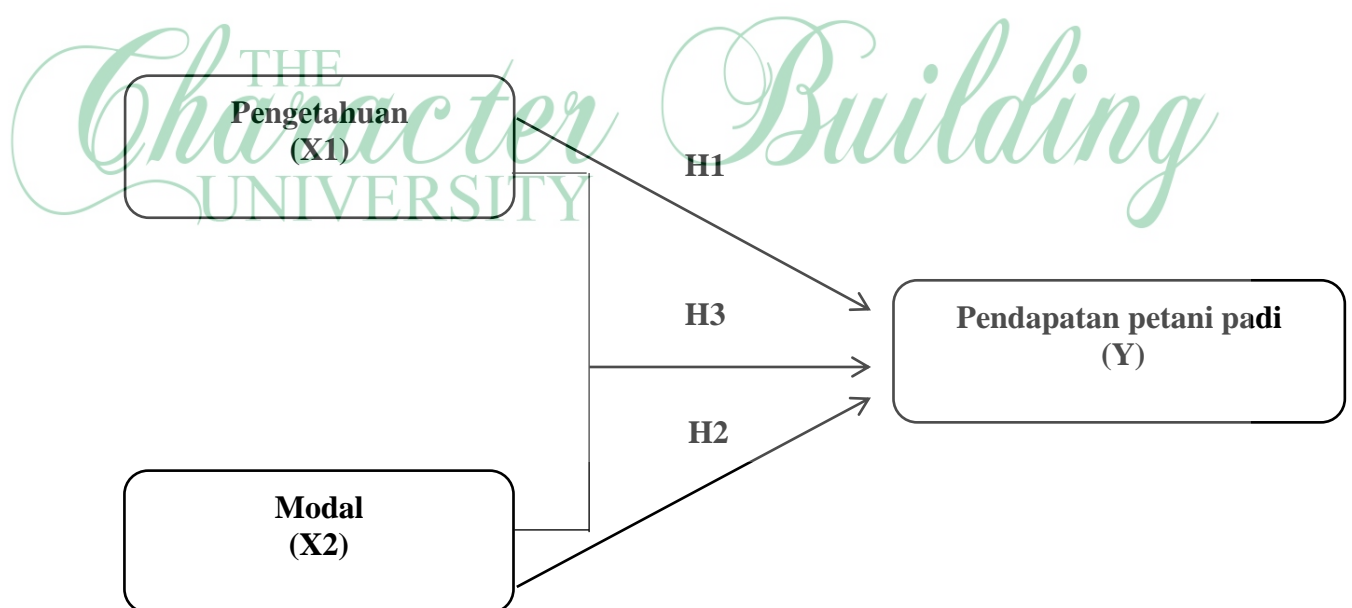 THE
Character Building
UNIVERSITY
Pengetahuan
(X1)
H1
H3
Pendapatan petani padi
(Y)
H2
Modal
(X2)